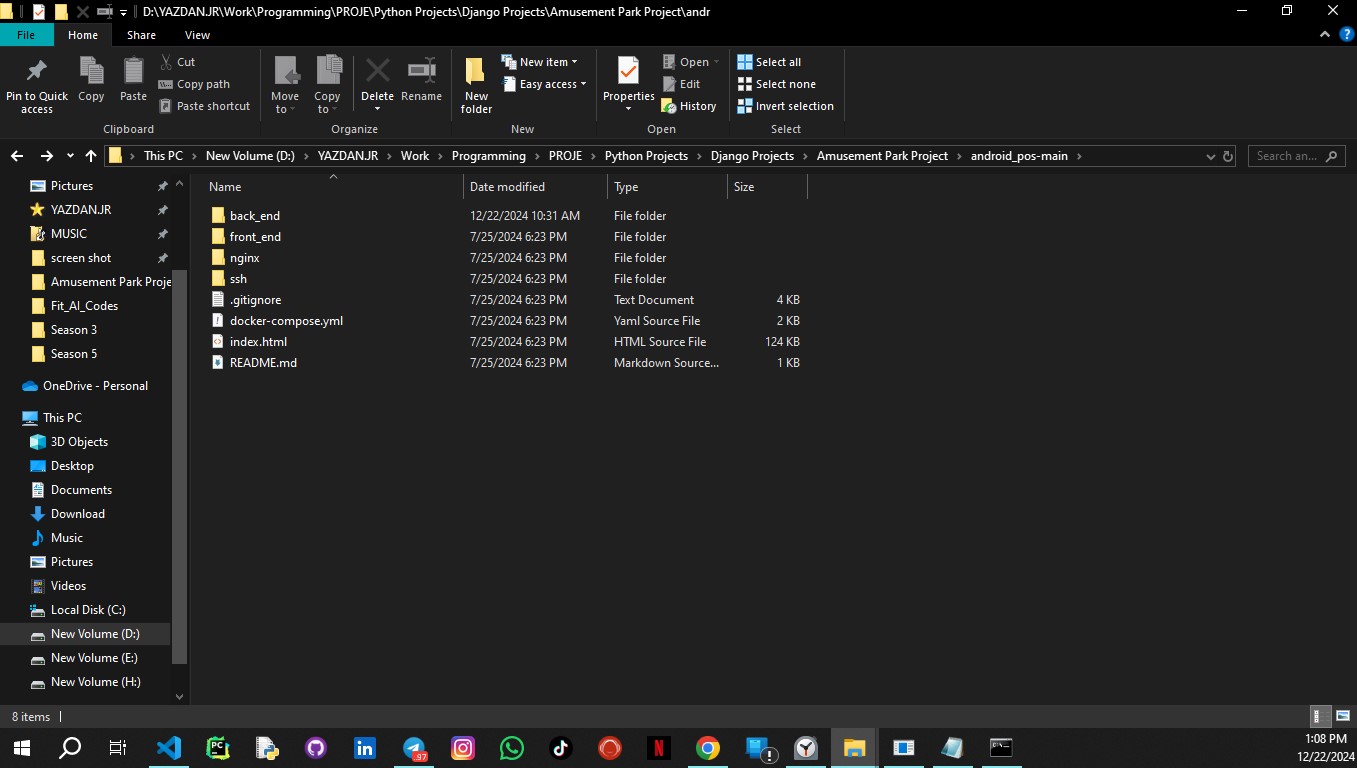 D:\YAZDAN.JR\Work\Programming\PROJE\Python Projects\Django Projects\Amusement Park Project\andr
File Home Share View
Pin to Quick access
Copy
Paste
Cut
Copy path
Paste shortcut
Clipboard
Move to
Copy to
Delete
Rename
Organize
New folder
New item
Easy access
New
Properties
Open
Edit
History
Open
Select all
Select none
Invert selection
Select
This PC > New Volume (D:) > YAZDAN.JR > Work > Programming > PROJE > Python Projects > Django Projects > Amusement Park Project > android_pos-main >
Search an...
Pictures
YAZDAN.JR
MUSIC
screen shot
Amusement Park Proje
Fit_AI_Codes
Season 3
Season 5
OneDrive - Personal
This PC
3D Objects
Desktop
Documents
Download
Music
Pictures
Videos
Local Disk (C:)
New Volume (D:)
New Volume (E:)
New Volume (H:)
Name Date modified Type Size
back_end 12/22/2024 10:31 AM File folder
front_end 7/25/2024 6:23 PM File folder
nginx 7/25/2024 6:23 PM File folder
ssh 7/25/2024 6:23 PM File folder
.gitignore 7/25/2024 6:23 PM Text Document 4 KB
docker-compose.yml 7/25/2024 6:23 PM Yaml Source File 2 KB
index.html 7/25/2024 6:23 PM HTML Source File 124 KB
README.md 7/25/2024 6:23 PM Markdown Source... 1 KB
8 items
PC
in
97
N
1:08 PM
12/22/2024